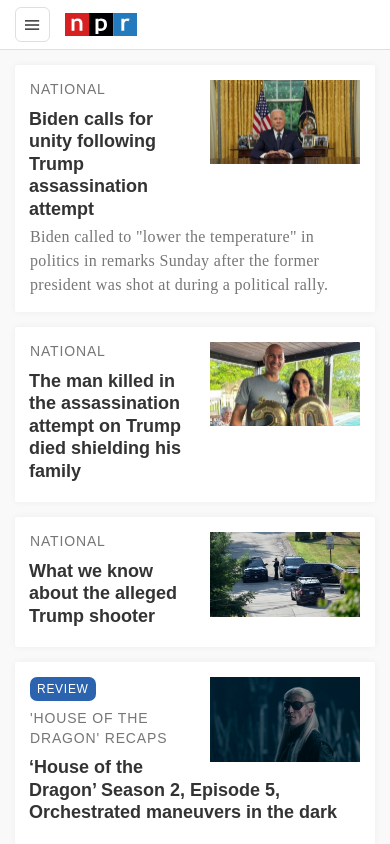 npr
NATIONAL
Biden calls for
unity following
Trump
assassination
attempt
Biden called to "lower the temperature" in
politics in remarks Sunday after the former
president was shot at during a political rally.
NATIONAL
The man killed in
the assassination
attempt on Trump
died shielding his
family
20
NATIONAL
What we know
about the alleged
Trump shooter
REVIEW
'HOUSE OF THE
DRAGON' RECAPS
‘House of the
Dragon’ Season 2, Episode 5,
Orchestrated maneuvers in the dark